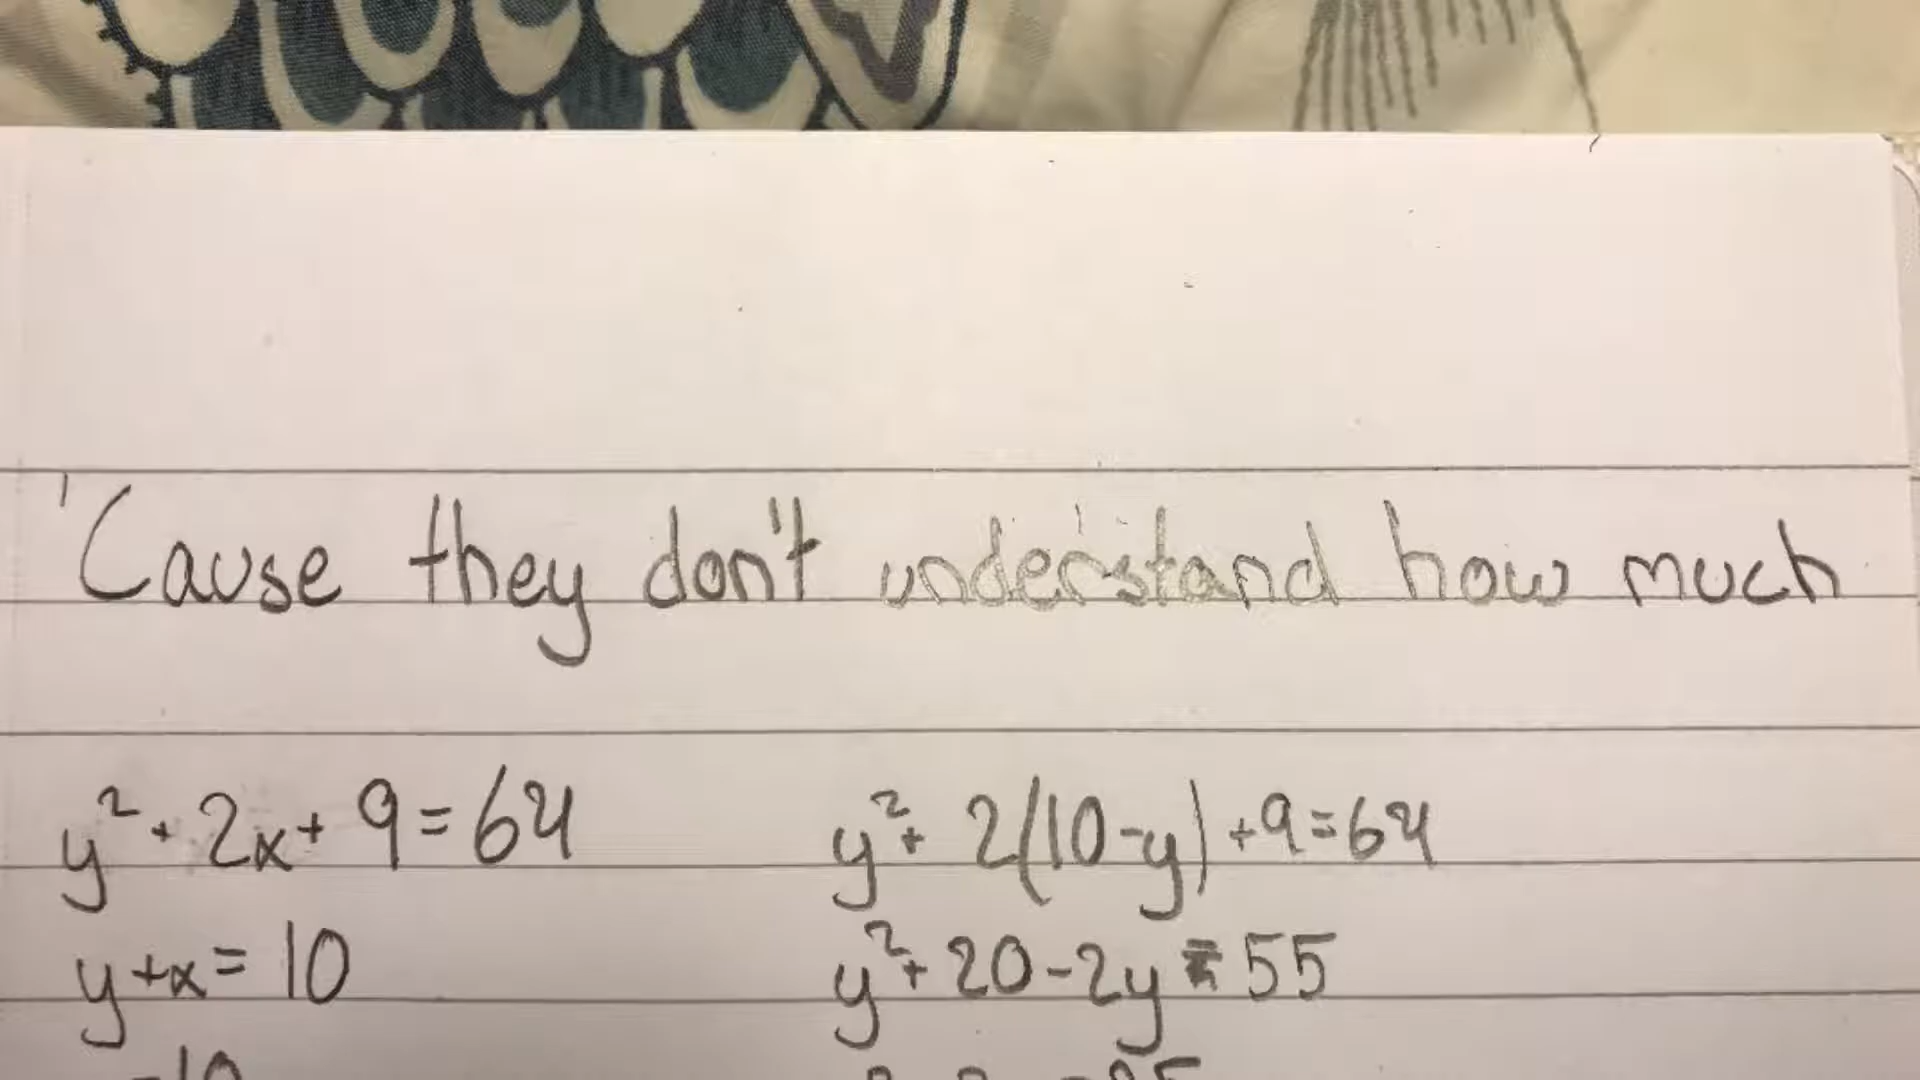 'Cause they don't understand how much
y² + 2x + 9 = 64
y + x = 10
y² + 2(10-y) + 9 = 64
y² + 20 - 2y = 55